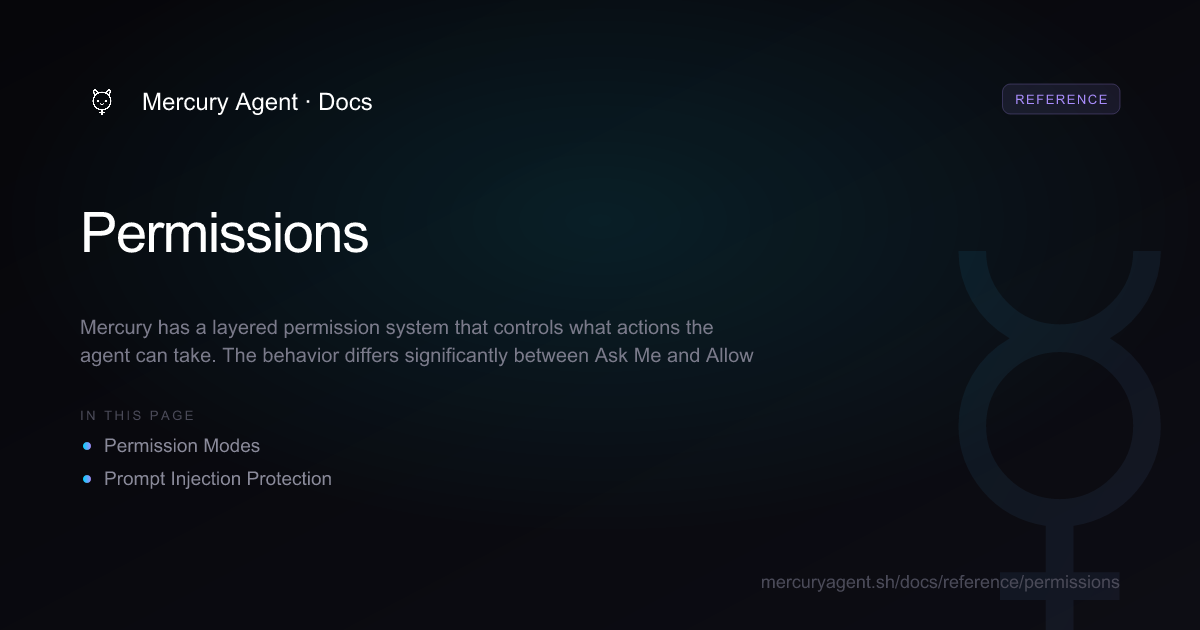 Mercury Agent · Docs
REFERENCE
Permissions
Mercury has a layered permission system that controls what actions the
agent can take. The behavior differs significantly between Ask Me and Allow
IN THIS PAGE
Permission Modes
Prompt Injection Protection
mercuryagent.sh/docs/reference/permissions